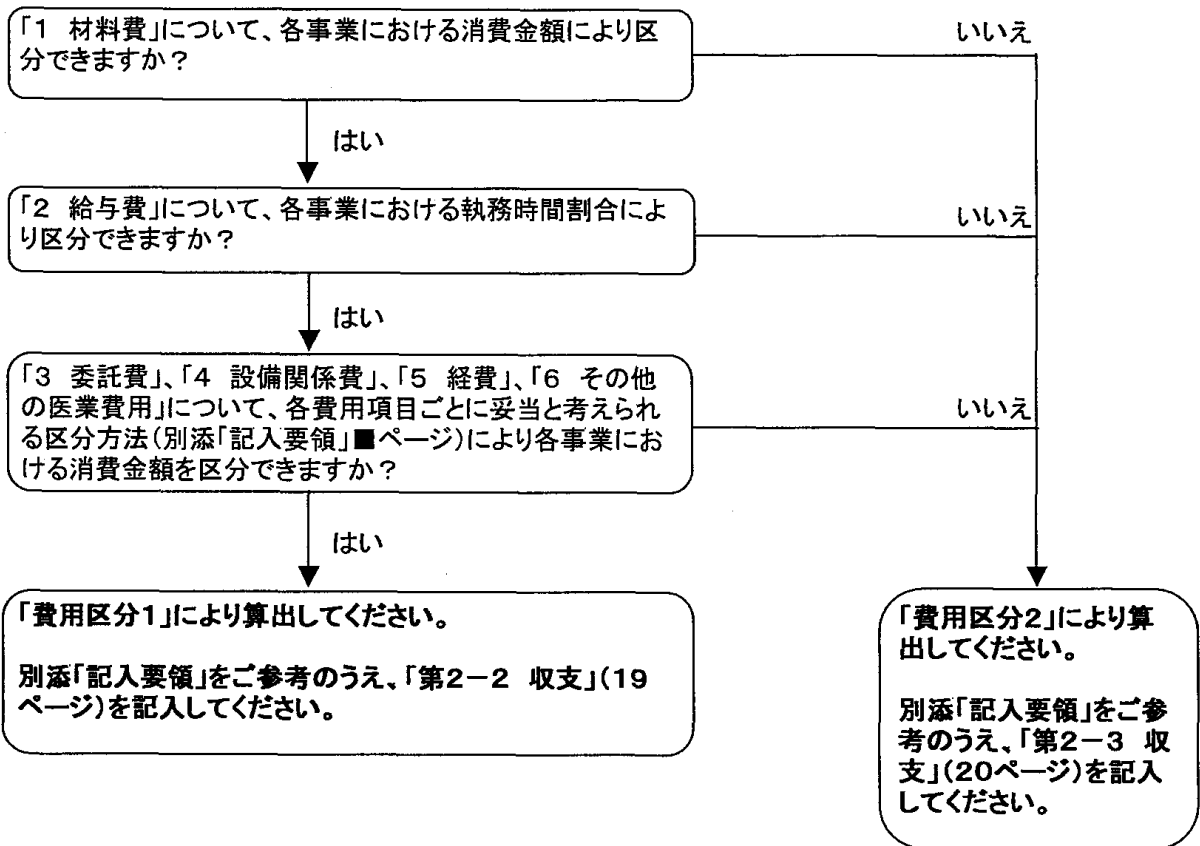 「1 材料費」について、各事業における消費金額により区
分できますか？
いいえ
はい
「2 給与費」について、各事業における執務時間割合によ
り区分できますか？
いいえ
はい
「3 委託費」、「4 設備関係費」、「5 経費」、「6 その他
の医業費用」について、各費用項目ごとに妥当と考えられ
る区分方法(別添「記入要領」■ページ)により各事業にお
ける消費金額を区分できますか？
いいえ
はい
「費用区分1」により算出してください。
別添「記入要領」をご参考のうえ、「第2－2 収支」(19
ページ)を記入してください。
「費用区分2」により算
出してください。
別添「記入要領」をご参
考のうえ、「第2－3 収
支」(20ページ)を記入
してください。